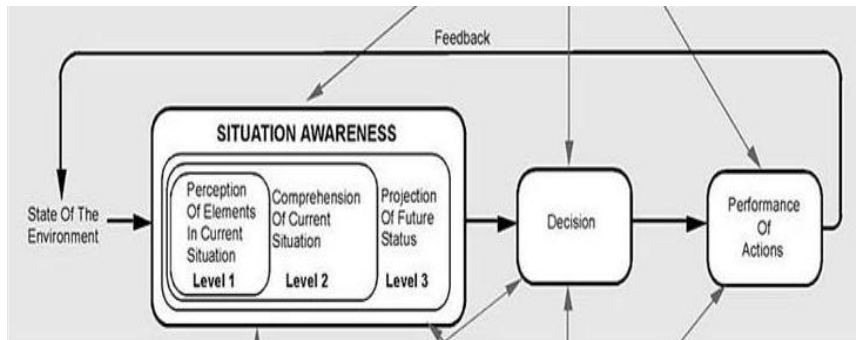 Feedback
SITUATION AWARENESS
State Of The
Environment
Perception
Of Elements
In Current
Situation
Level 1
Comprehension
Of Current
Situation
Level 2
Projection
Of Future
Status
Level 3
Decision
Performance
Of
Actions